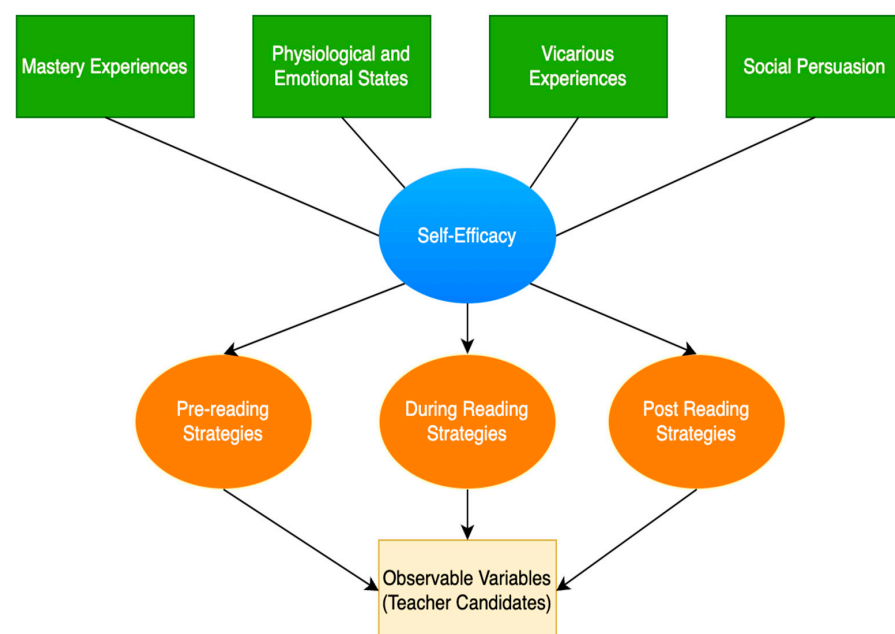 Mastery Experiences
Physiological and
Emotional States
Vicarious
Experiences
Social Persuasion
Self-Efficacy
Pre-reading
Strategies
During Reading
Strategies
Post Reading
Strategies
Observable Variables
(Teacher Candidates)